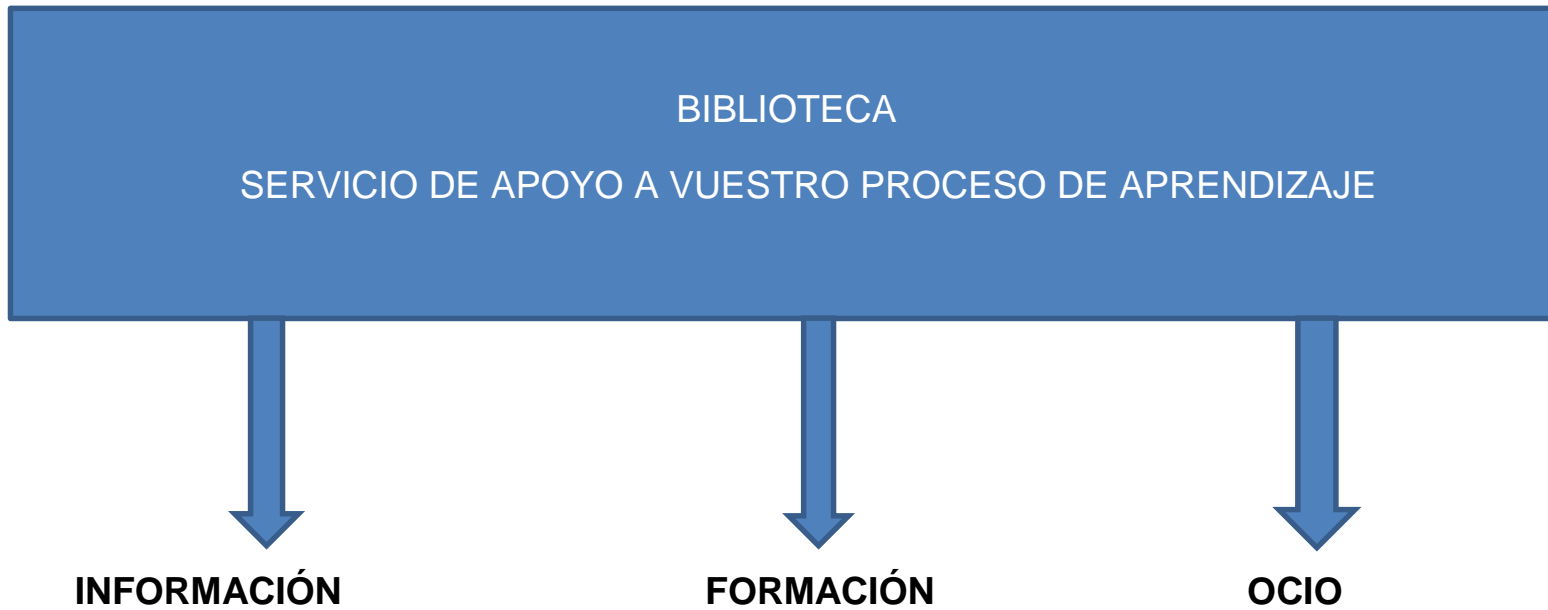 BIBLIOTECA
SERVICIO DE APOYO A VUESTRO PROCESO DE APRENDIZAJE
INFORMACIÓN FORMACIÓN OCIO